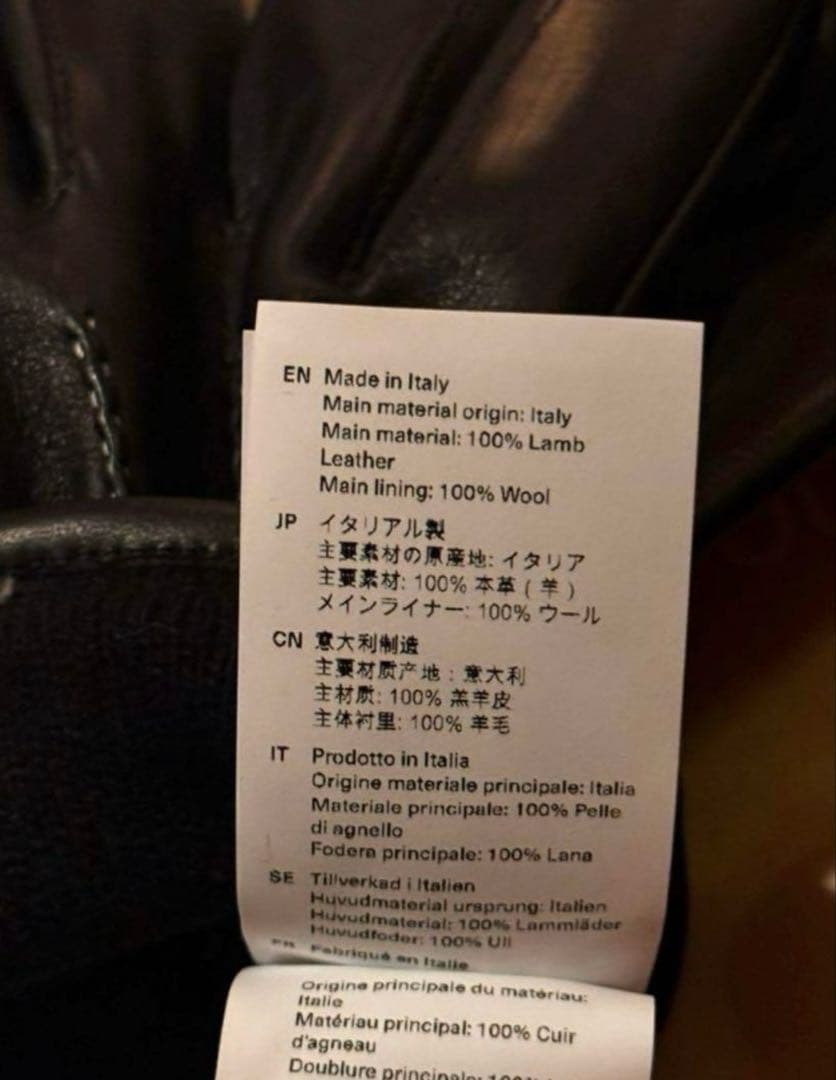 EN Made in Italy
Main material origin: Italy
Main material: 100% Lamb
Leather
Main lining: 100% Wool
JP イタリアル製
主要素材の原産地: イタリア
主要素材: 100% 本革 ( 羊 )
メインライナー: 100% ウール
CN 意大利制造
主要材质产地 : 意大利
主材质: 100% 羔羊皮
主体衬里: 100% 羊毛
IT Prodotto in Italia
Origine materiale principale: Italia
Materiale principale: 100% Pelle
di agnello
Fodera principale: 100% Lana
SE Tillverkad i Italien
Huvudmaterial ursprung: Italien
Huvudmaterial: 100% Lammläder
Huvudfoder: 100% Ull
FR Fabriqué en Italie
Origine principale du matériau:
Italie
Matériau principal: 100% Cuir
d'agneau
Doublure principale: 100%